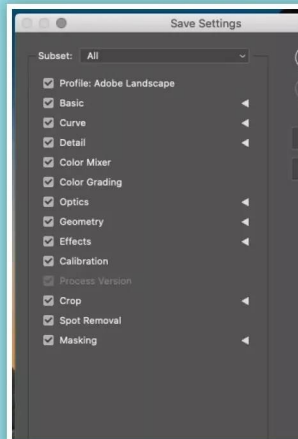 Save Settings
Subset: All
Profile: Adobe Landscape
Basic
Curve
Detail
Color Mixer
Color Grading
Optics
Geometry
Effects
Calibration
Process Version
Crop
Spot Removal
Masking